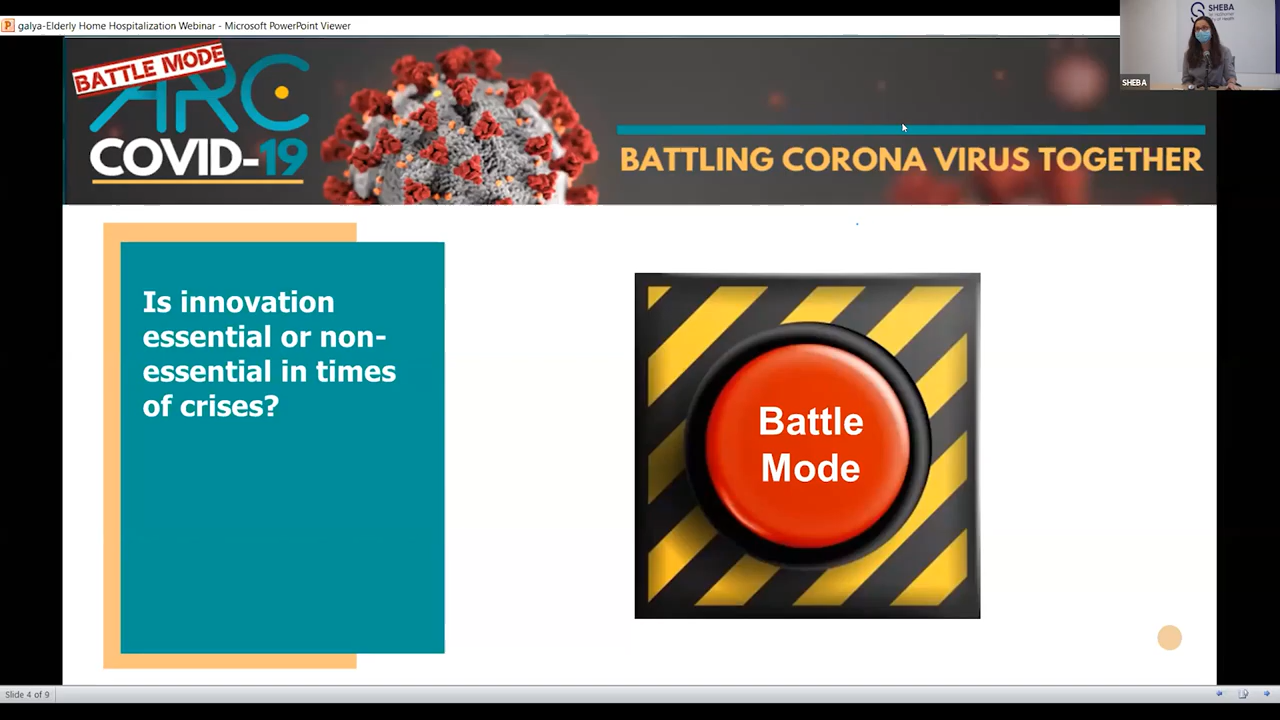 galya-Elderly Home Hospitalization Webinar - Microsoft PowerPoint Viewer
SHEBA
SHEBA
BATTLE MODE
ARC
COVID-19
BATTLING CORONA VIRUS TOGETHER
Is innovation
essential or non-
essential in times
of crises?
Battle
Mode
Slide 4 of 9